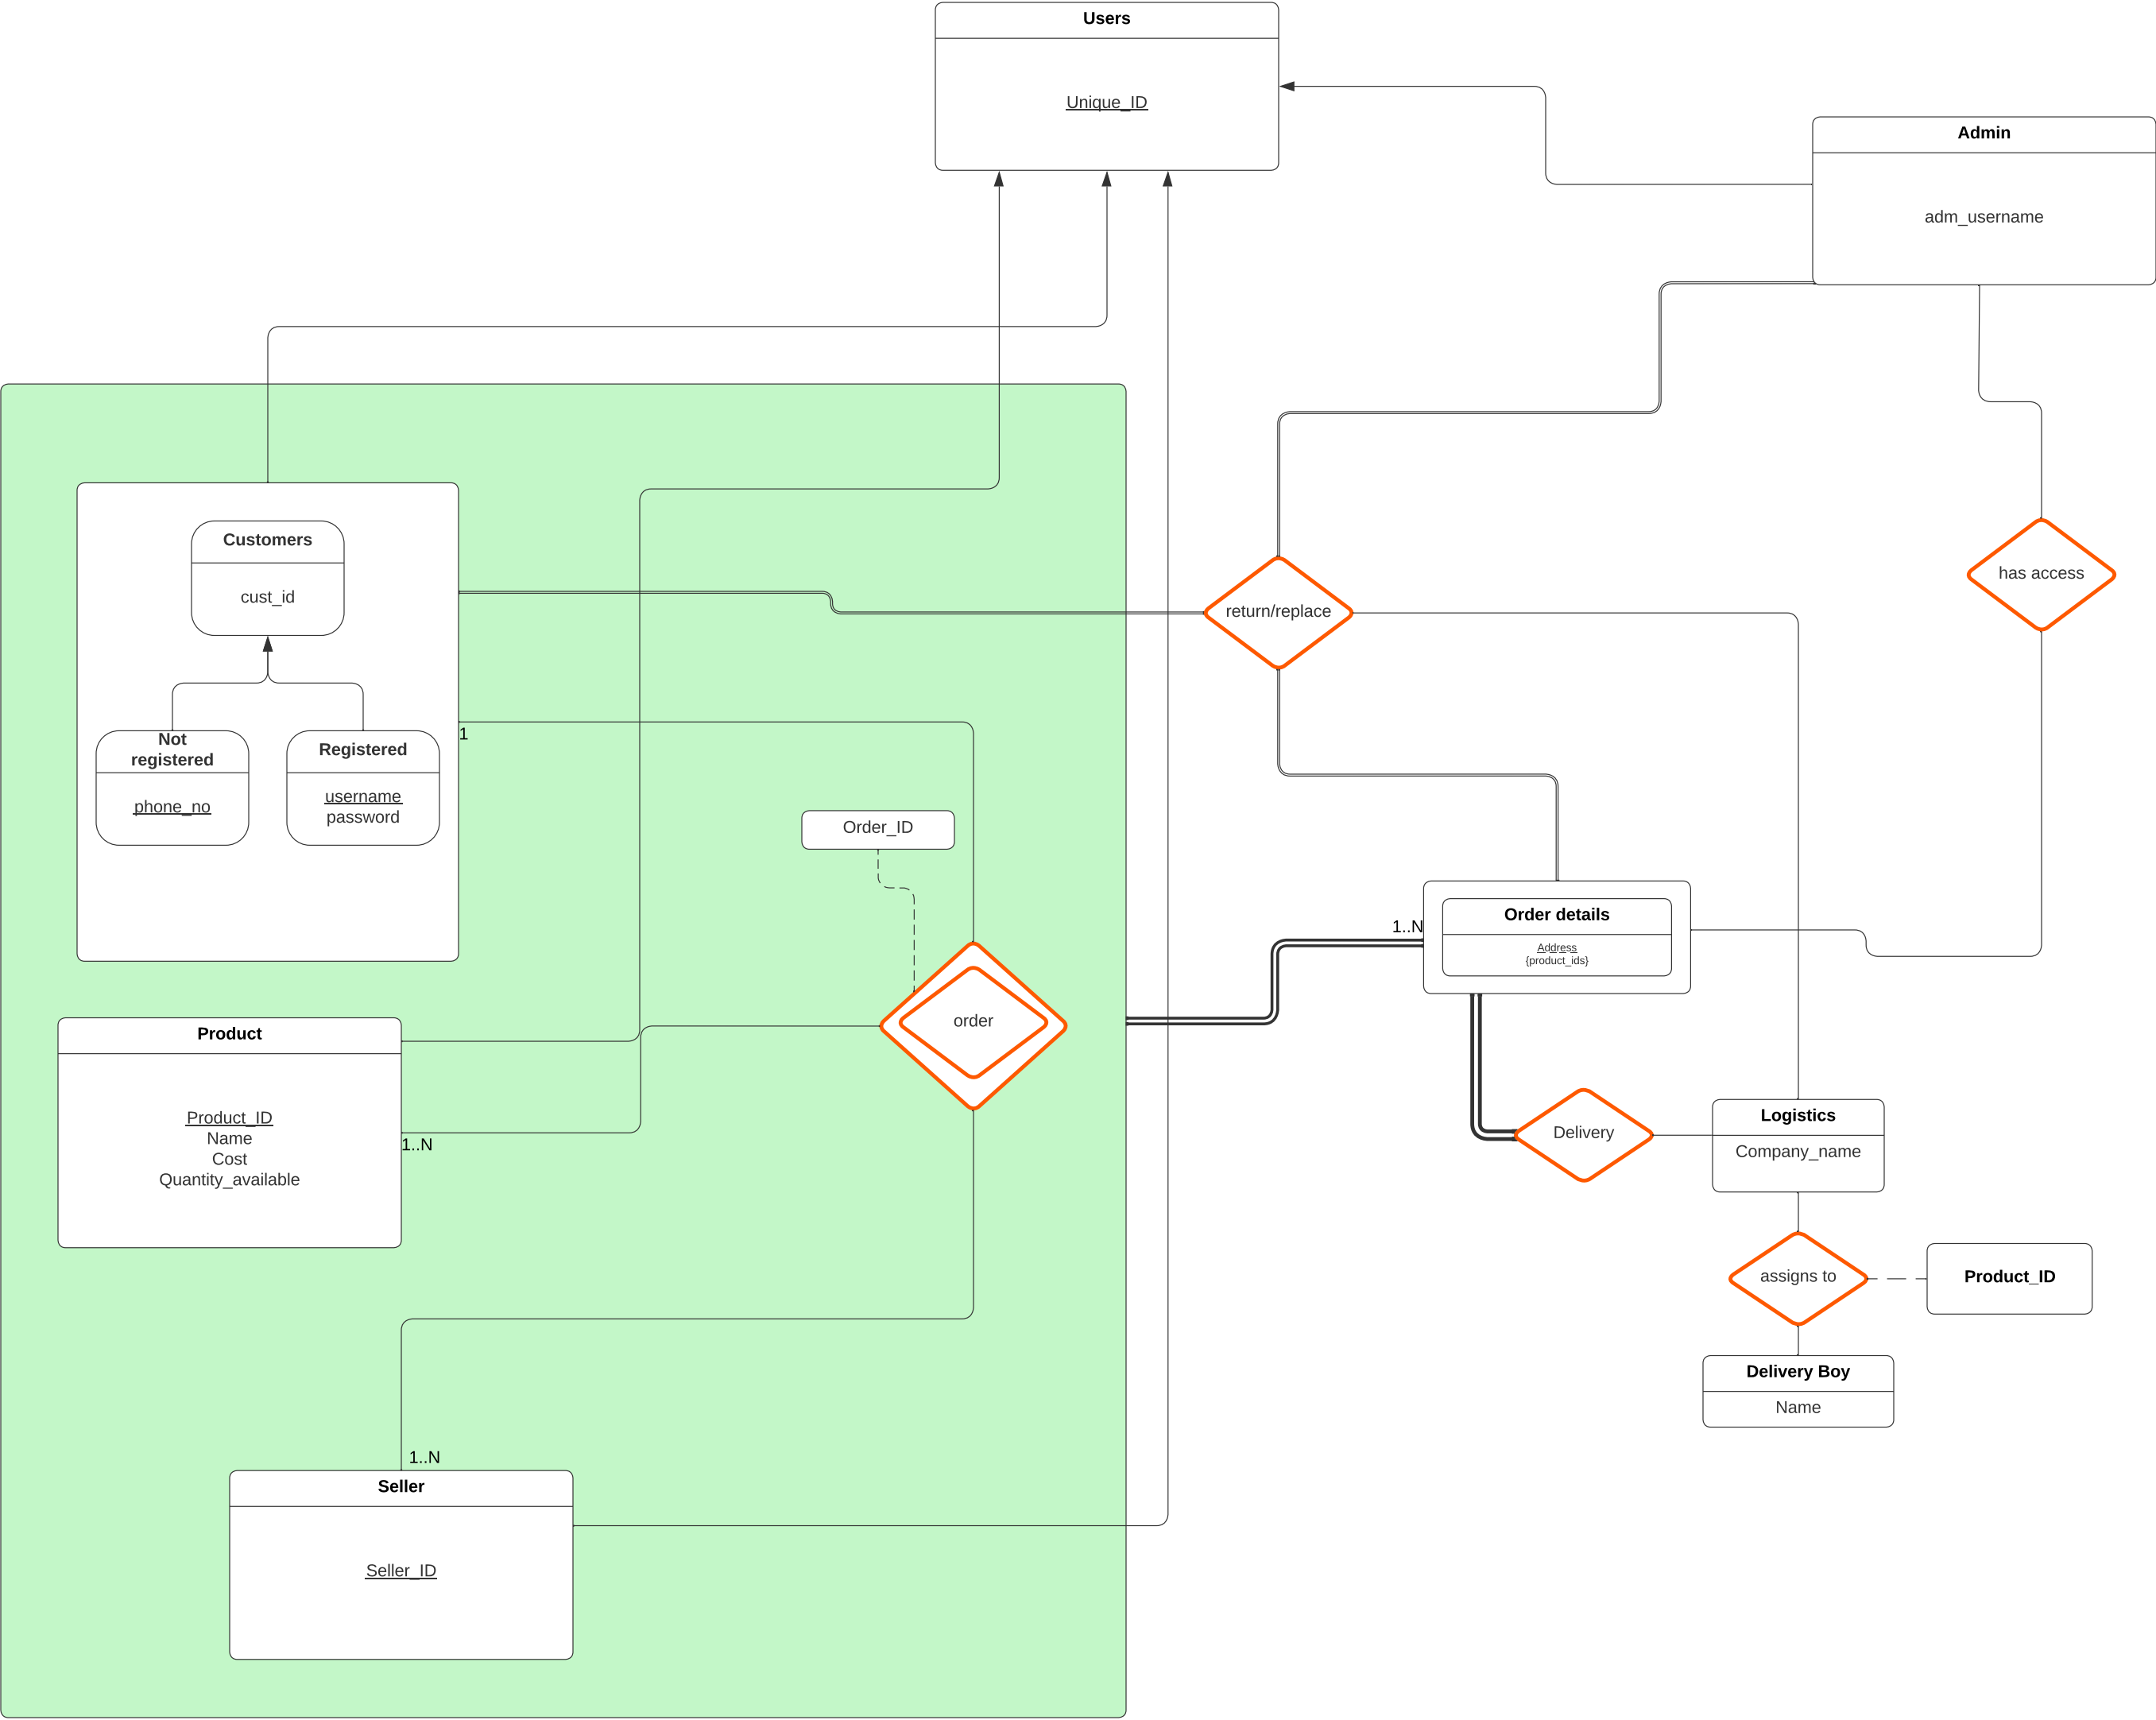 Users
Unique_ID
Admin
adm_username
Customers
cust_id
Not
registered
phone_no
Registered
username
password
1
return/replace
has access
Order_ID
order
1..N
Order details
Address
{product_ids}
Product
Product_ID
Name
Cost
Quantity_available
1..N
Delivery
Logistics
Company_name
assigns to
Product_ID
Delivery Boy
Name
1..N
Seller
Seller_ID